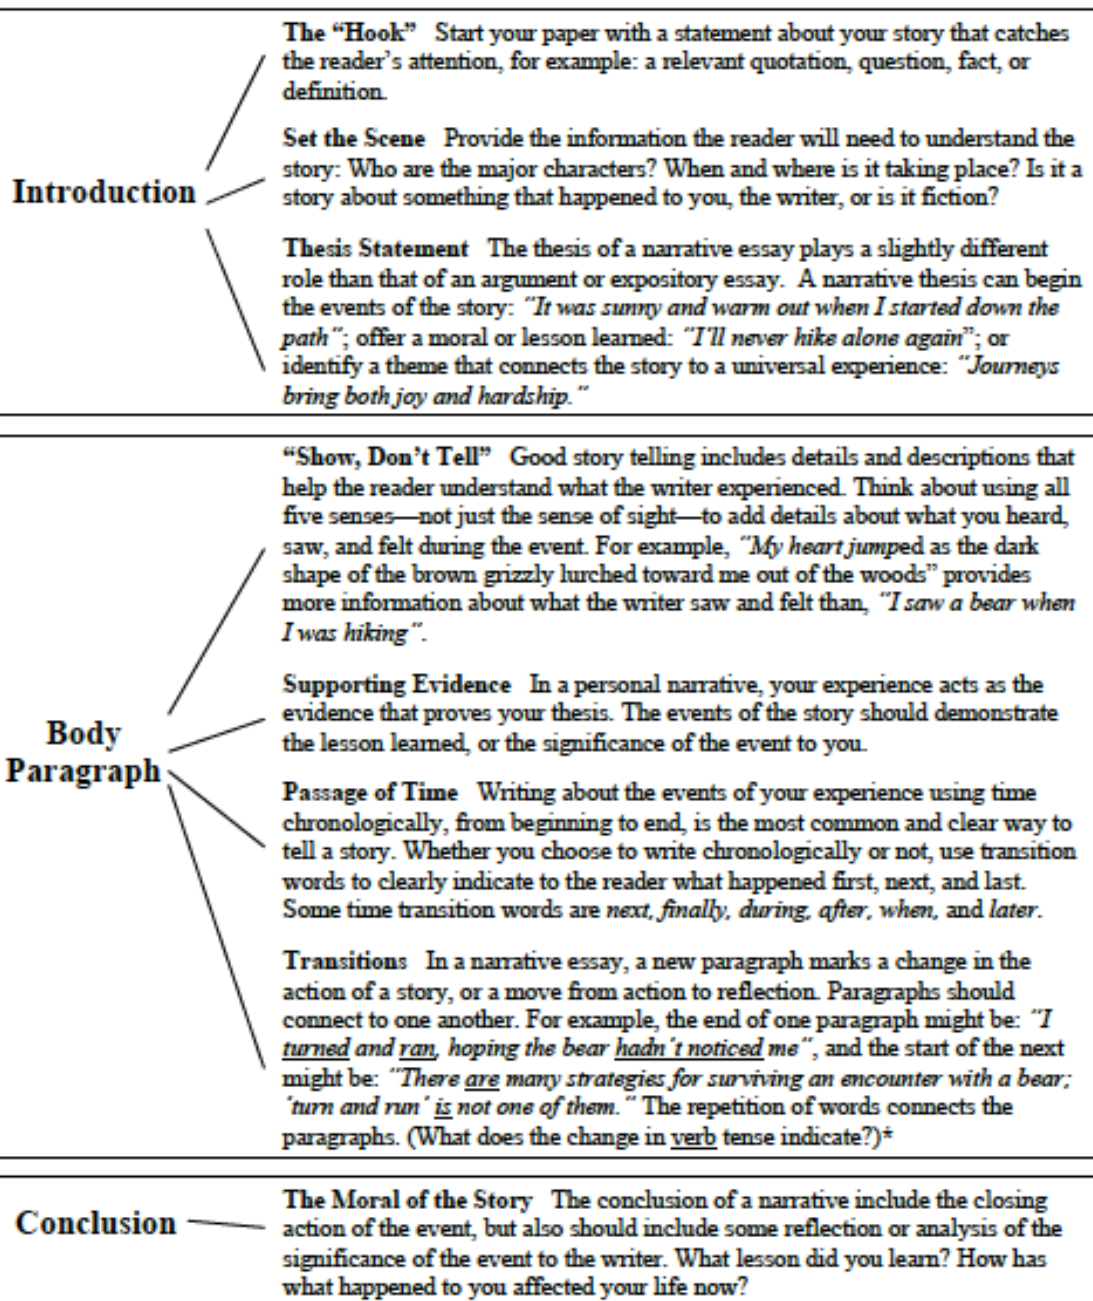 The “Hook” Start your paper with a statement about your story that catches
the reader’s attention, for example: a relevant quotation, question, fact, or
definition.
Set the Scene Provide the information the reader will need to understand the
story: Who are the major characters? When and where is it taking place? Is it a
Introduction
story about something that happened to you, the writer, or is it fiction?
Thesis Statement The thesis of a narrative essay plays a slightly different
role than that of an argument or expository essay. A narrative thesis can begin
the events of the story: "It was sunny and warm out when I started down the
path"; offer a moral or lesson learned: "I'll never hike alone again”; or
identify a theme that connects the story to a universal experience: "Journeys
bring both joy and hardship."
“Show, Don’t Tell” Good story telling includes details and descriptions that
help the reader understand what the writer experienced. Think about using all
five senses—not just the sense of sight—to add details about what you heard,
saw, and felt during the event. For example, "My heart jumped as the dark
shape of the brown grizzly lurched toward me out of the woods” provides
more information about what the writer saw and felt than, "I saw a bear when
I was hiking".
Supporting Evidence In a personal narrative, your experience acts as the
evidence that proves your thesis. The events of the story should demonstrate
the lesson learned, or the significance of the event to you.
Body
Paragraph
Passage of Time Writing about the events of your experience using time
chronologically, from beginning to end, is the most common and clear way to
tell a story. Whether you choose to write chronologically or not, use transition
words to clearly indicate to the reader what happened first, next, and last.
Some time transition words are next, finally, during, after, when, and later.
Transitions In a narrative essay, a new paragraph marks a change in the
action of a story, or a move from action to reflection. Paragraphs should
connect to one another. For example, the end of one paragraph might be: "I
turned and ran, hoping the bear hadn't noticed me", and the start of the next
might be: "There are many strategies for surviving an encounter with a bear;
'turn and run' is not one of them." The repetition of words connects the
paragraphs. (What does the change in verb tense indicate?)*
The Moral of the Story The conclusion of a narrative include the closing
Conclusion
action of the event, but also should include some reflection or analysis of the
significance of the event to the writer. What lesson did you learn? How has
what happened to you affected your life now?